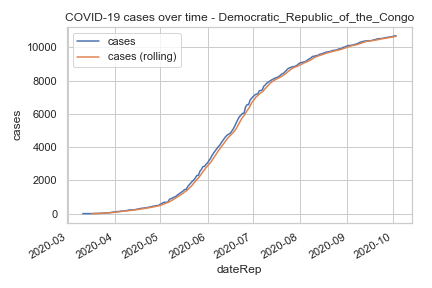 COVID-19 cases over time - Democratic_Republic_of_the_Congo
cases
cases (rolling)
10000
8000
6000
4000
2000
0
cases
2020-03
2020-04
2020-05
2020-06
2020-07
2020-08
2020-09
2020-10
dateRep